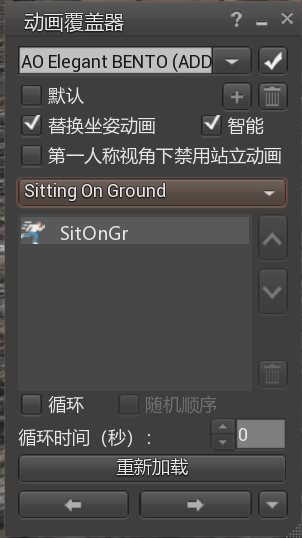 动画覆盖器
AO Elegant BENTO (ADD
默认
替换坐姿动画 智能
第一人称视角下禁用站立动画
Sitting On Ground
SitOnGr
循环 随机顺序
循环时间（秒）: 0
重新加载